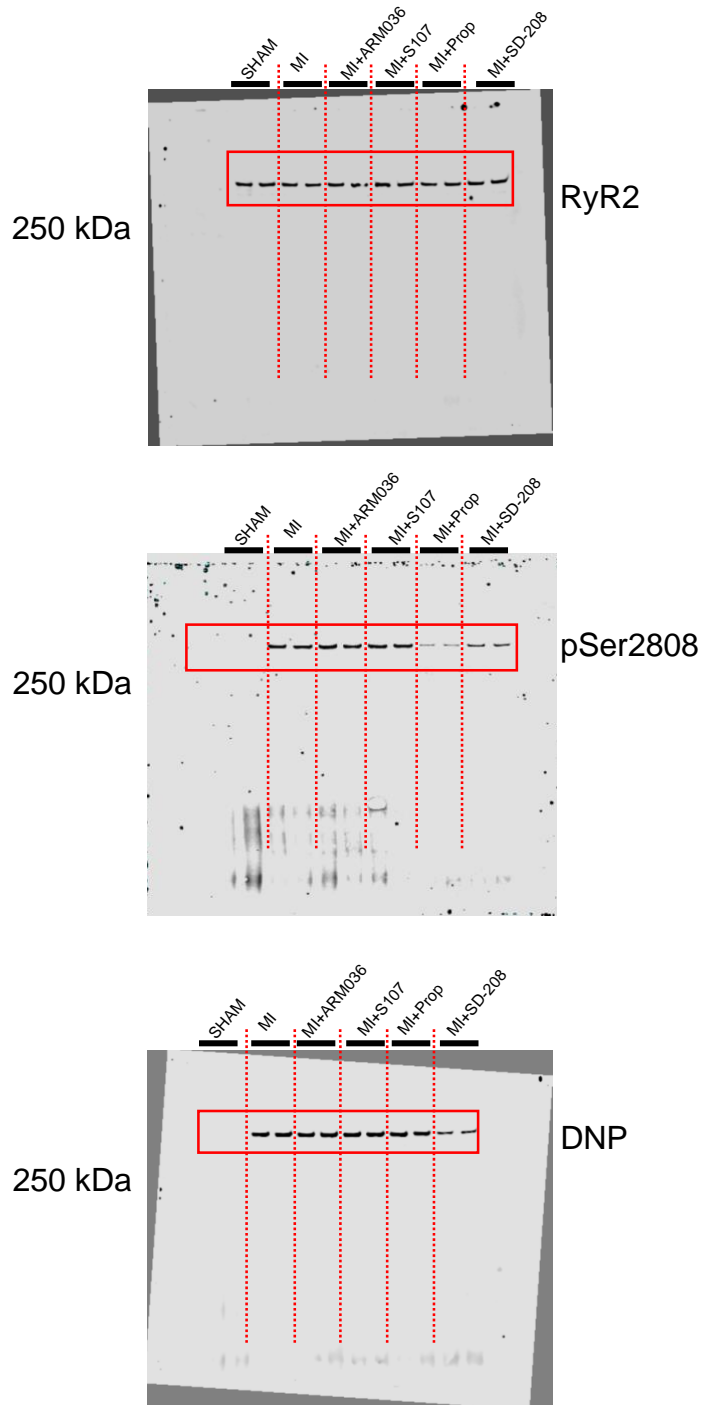 SHAM
MI
MI+ARM036
MI+S107
MI+Prop
MI+SD-208
RyR2
250 kDa
SHAM
MI
MI+ARM036
MI+S107
MI+Prop
MI+SD-208
pSer2808
250 kDa
SHAM
MI
MI+ARM036
MI+S107
MI+Prop
MI+SD-208
DNP
250 kDa